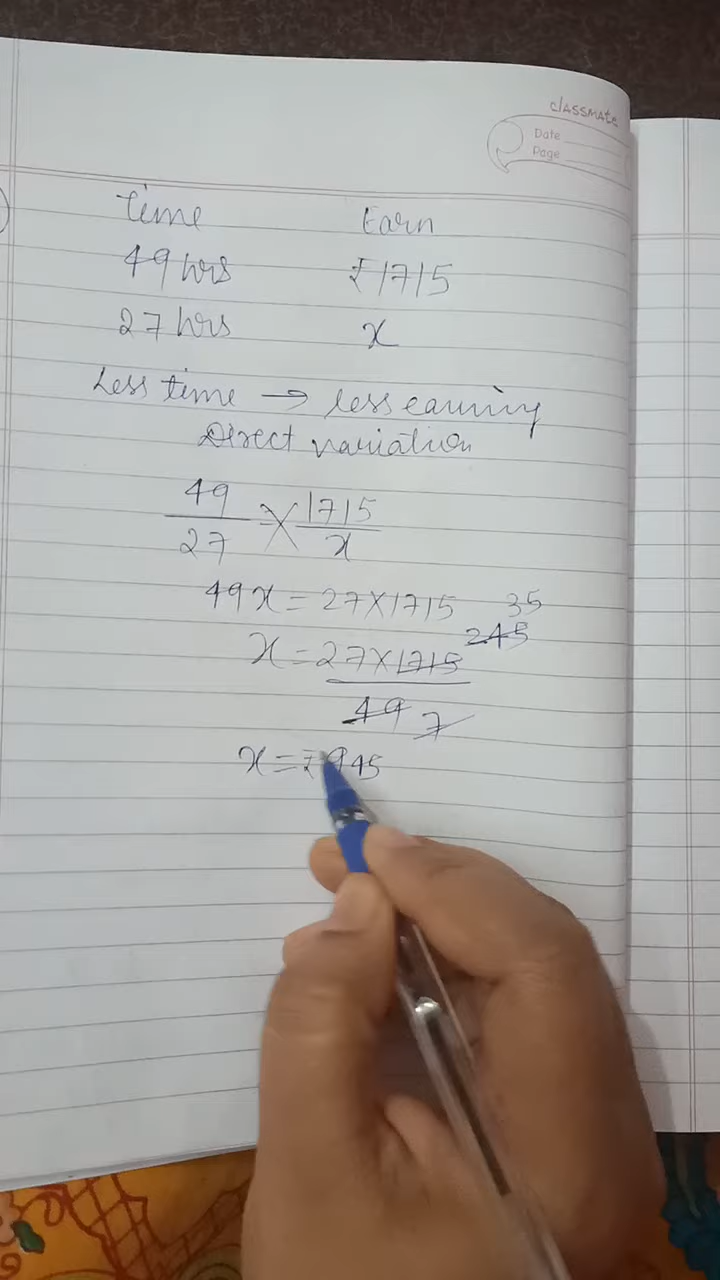 classmate
Date
Page
Time Earn
49 hrs ₹1715
27 hrs x
Less time → less earning
Direct variation
49/27 = 1715/x
49x = 27×1715 35
x = 27×1715 245
49 7
x = ₹945